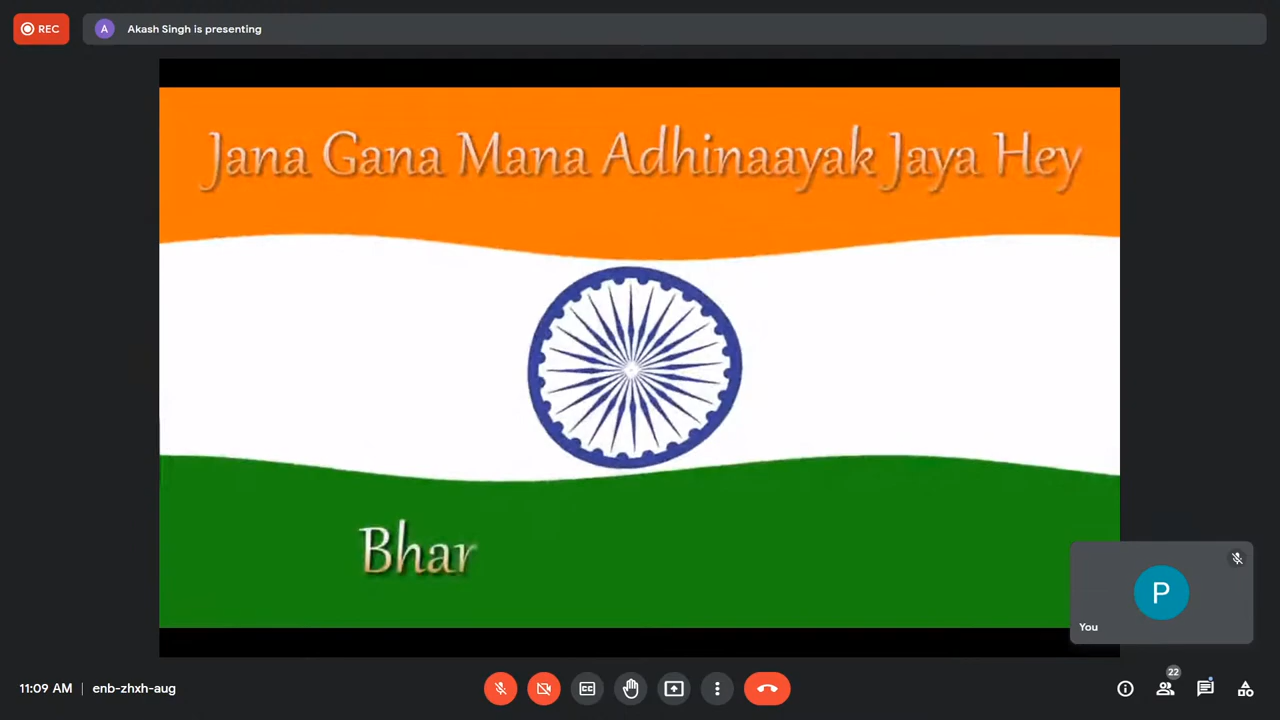 REC
A
Akash Singh is presenting
Jana Gana Mana Adhinaayak Jaya Hey
Bhar
P
You
11:09 AM | enb-zhxh-aug
CC
22